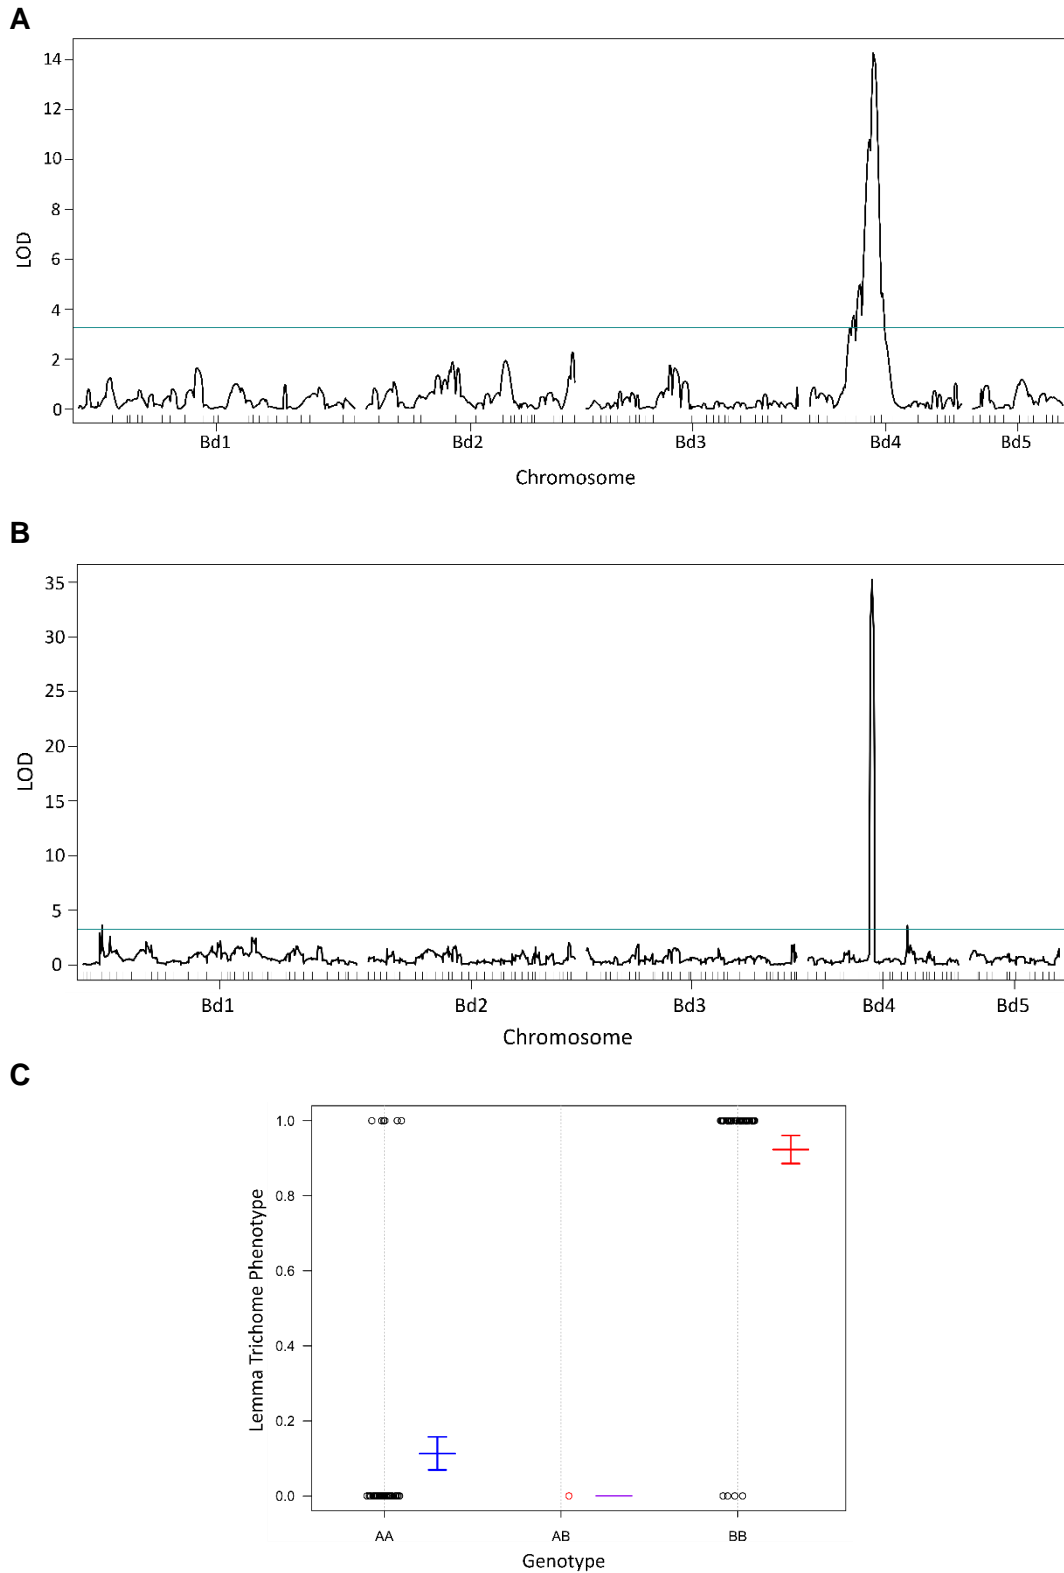 A
14
12
10
8
6
4
2
0
LOD
Bd1 Bd2 Bd3 Bd4 Bd5
Chromosome
B
35
30
25
20
15
10
5
0
LOD
Bd1 Bd2 Bd3 Bd4 Bd5
Chromosome
C
1.0
0.8
0.6
0.4
0.2
0.0
Lemma Trichome Phenotype
AA AB BB
Genotype